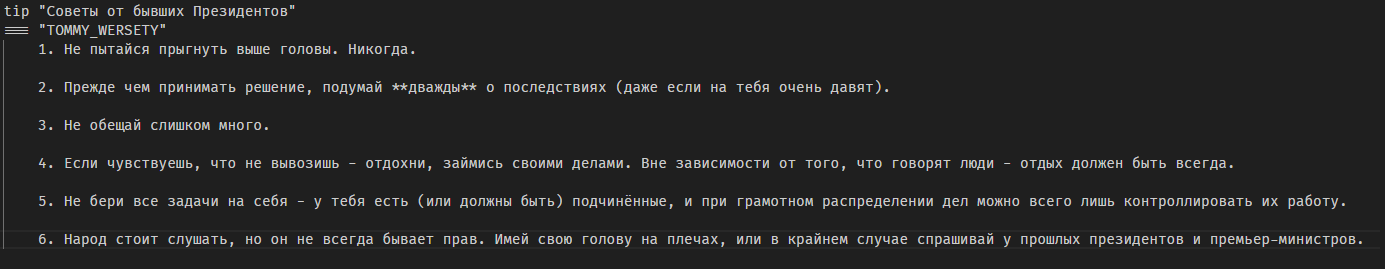 tip "Советы от бывших Президентов"
=== "TOMMY_WERSETY"
1. Не пытайся прыгнуть выше головы. Никогда.
2. Прежде чем принимать решение, подумай **дважды** о последствиях (даже если на тебя очень давят).
3. Не обещай слишком много.
4. Если чувствуешь, что не вывозишь - отдохни, займись своими делами. Вне зависимости от того, что говорят люди - отдых должен быть всегда.
5. Не бери все задачи на себя - у тебя есть (или должны быть) подчинённые, и при грамотном распределении дел можно всего лишь контроллировать их работу.
6. Народ стоит слушать, но он не всегда бывает прав. Имей свою голову на плечах, или в крайнем случае спрашивай у прошлых президентов и премьер-министров.